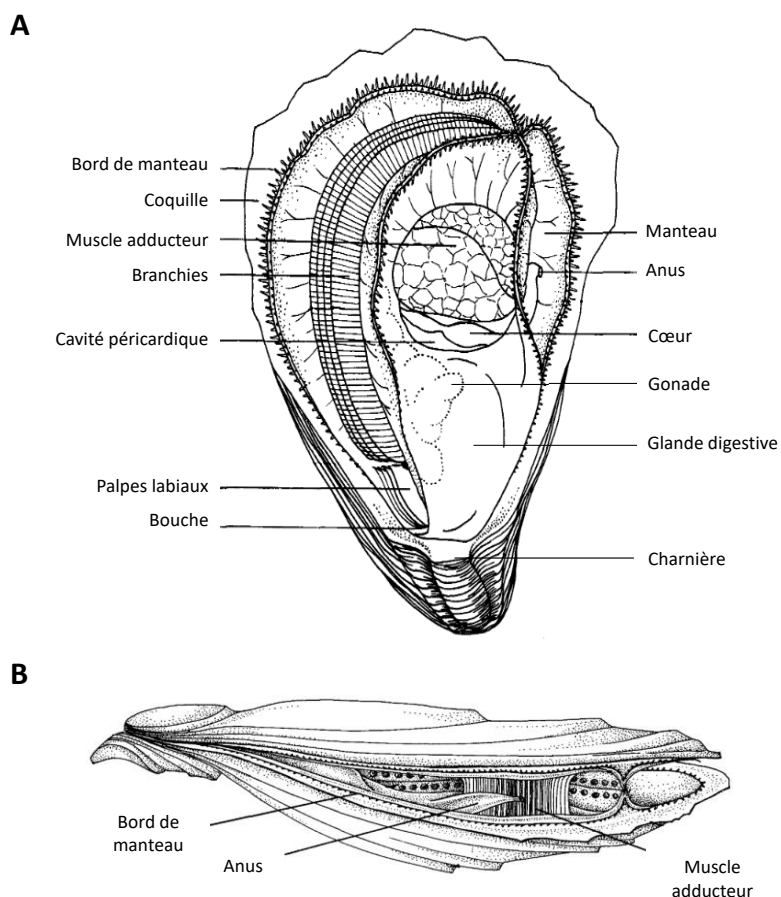 A
Bord de manteau
Coquille
Muscle adducteur
Branchies
Cavité péricardique
Palpes labiaux
Bouche
Manteau
Anus
Cœur
Gonade
Glande digestive
Charnière
B
Bord de
manteau
Anus
Muscle
adducteur